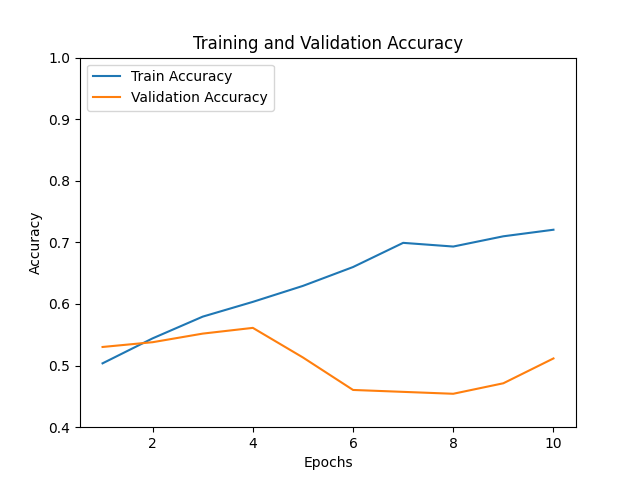 Training and Validation Accuracy
Train Accuracy
Validation Accuracy
Accuracy
1.0
0.9
0.8
0.7
0.6
0.5
0.4
2 4 6 8 10
Epochs